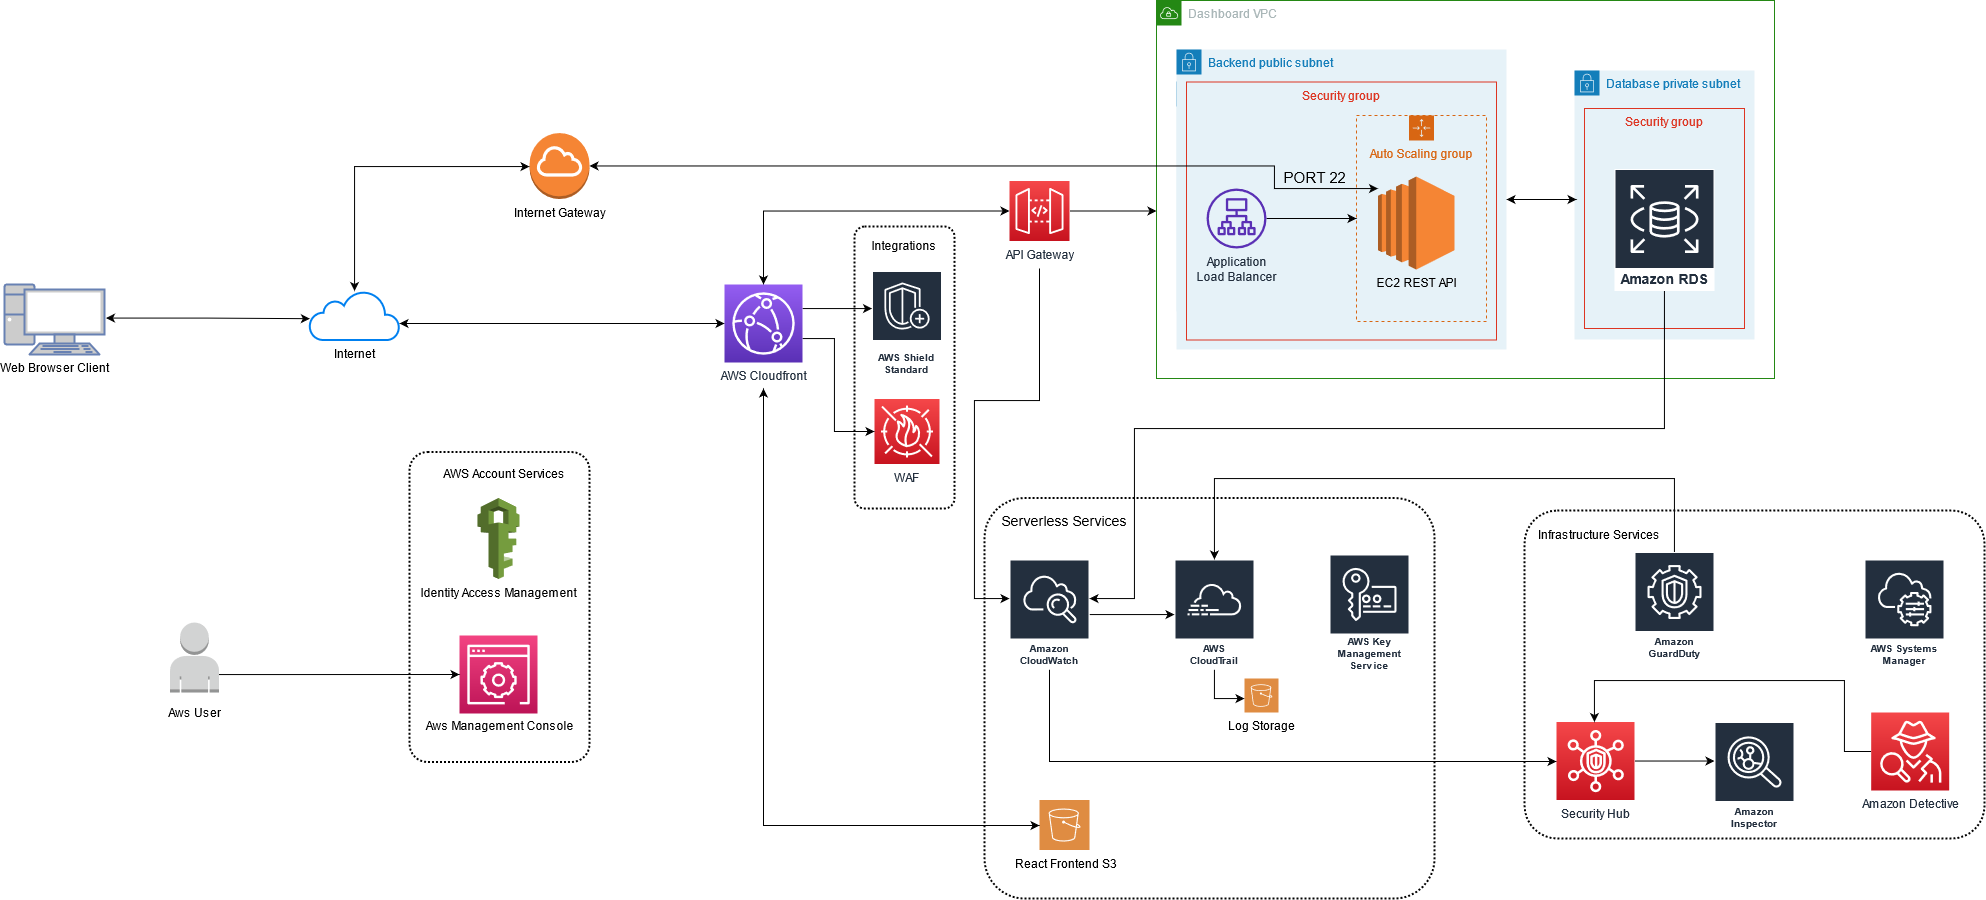 Dashboard VPC
Backend public subnet
Database private subnet
Security group
Security group
Auto Scaling group
PORT 22
Internet Gateway
Application
Load Balancer
EC2 REST API
Amazon RDS
API Gateway
Integrations
AWS Shield
Standard
WAF
AWS Cloudfront
Internet
Web Browser Client
AWS Account Services
Identity Access Management
Aws Management Console
Aws User
Serverless Services
Amazon
CloudWatch
AWS
CloudTrail
AWS Key
Management
Service
Log Storage
React Frontend S3
Infrastructure Services
Amazon
GuardDuty
AWS Systems
Manager
Security Hub
Amazon
Inspector
Amazon Detective